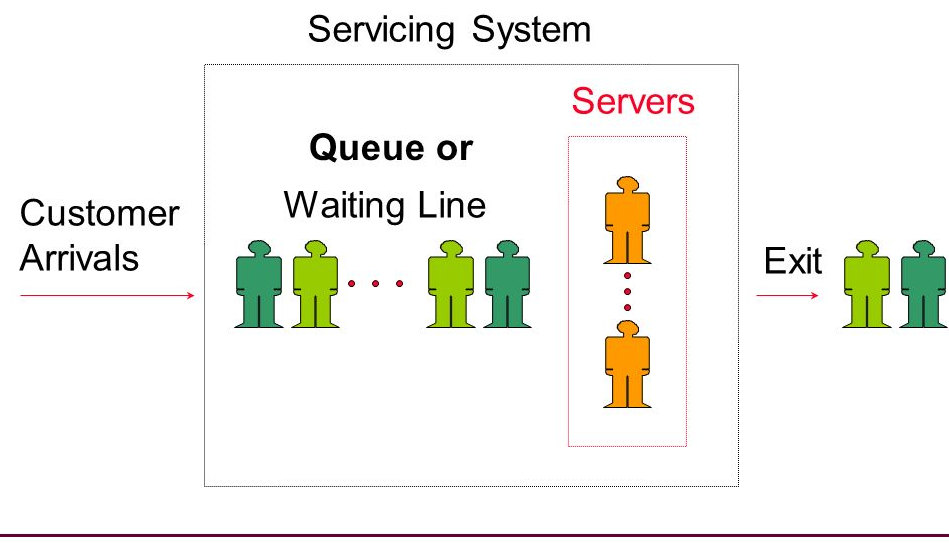 Servicing System
Servers
Queue or
Waiting Line
Customer
Arrivals
Exit